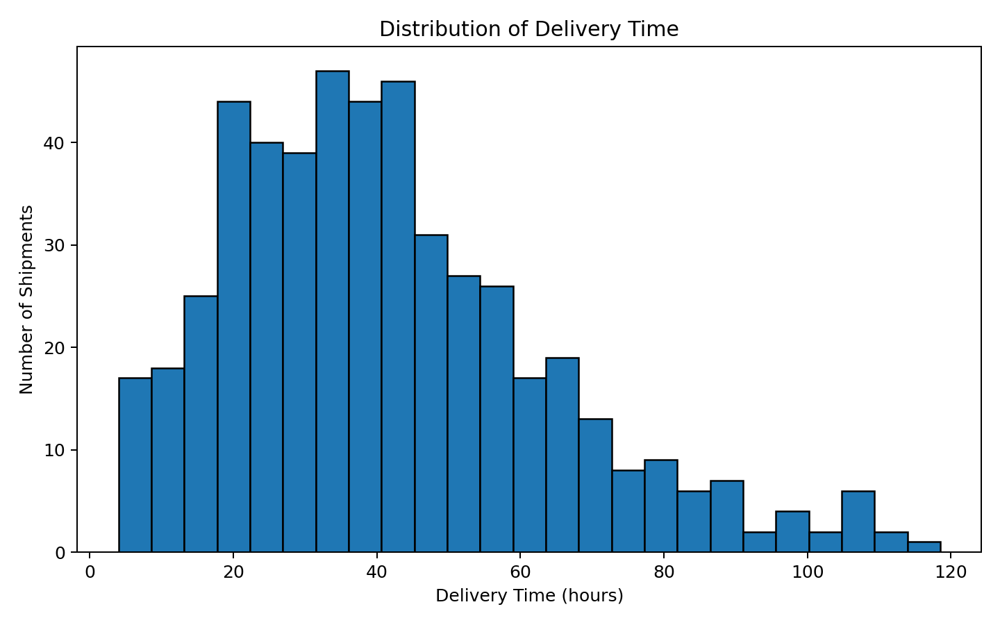 Distribution of Delivery Time
Number of Shipments
40
30
20
10
0
0 20 40 60 80 100 120
Delivery Time (hours)